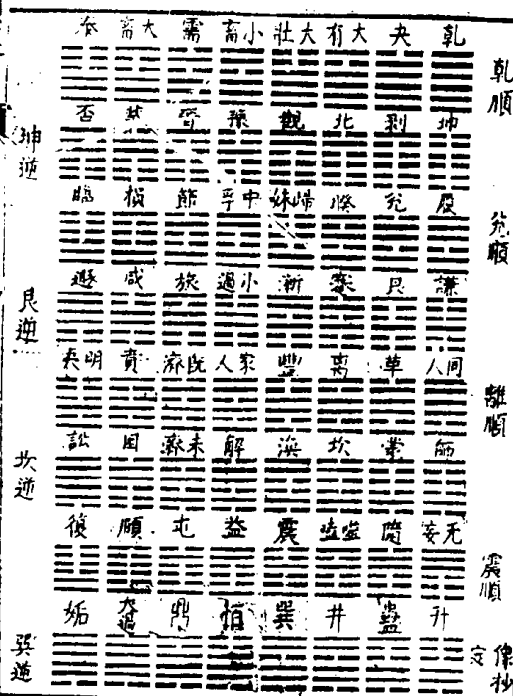 乾順
乾 夬 大有 大壯 小畜 需 大畜 泰
坤 剥 比 觀 豫 晉 萃 否
坤逆
兌順
履 兌 睽 歸妹 中孚 節 損 臨
謙 艮 蹇 漸 小過 旅 咸 遯
艮逆
離順
同人 革 离 豐 家人 既濟 賁 明夷
師 蒙 坎 渙 解 未濟 困 訟
坎逆
震順
无妄 隨 噬嗑 震 益 屯 頤 復
升 蠱 井 巽 恒 鼎 大過 姤
巽逆